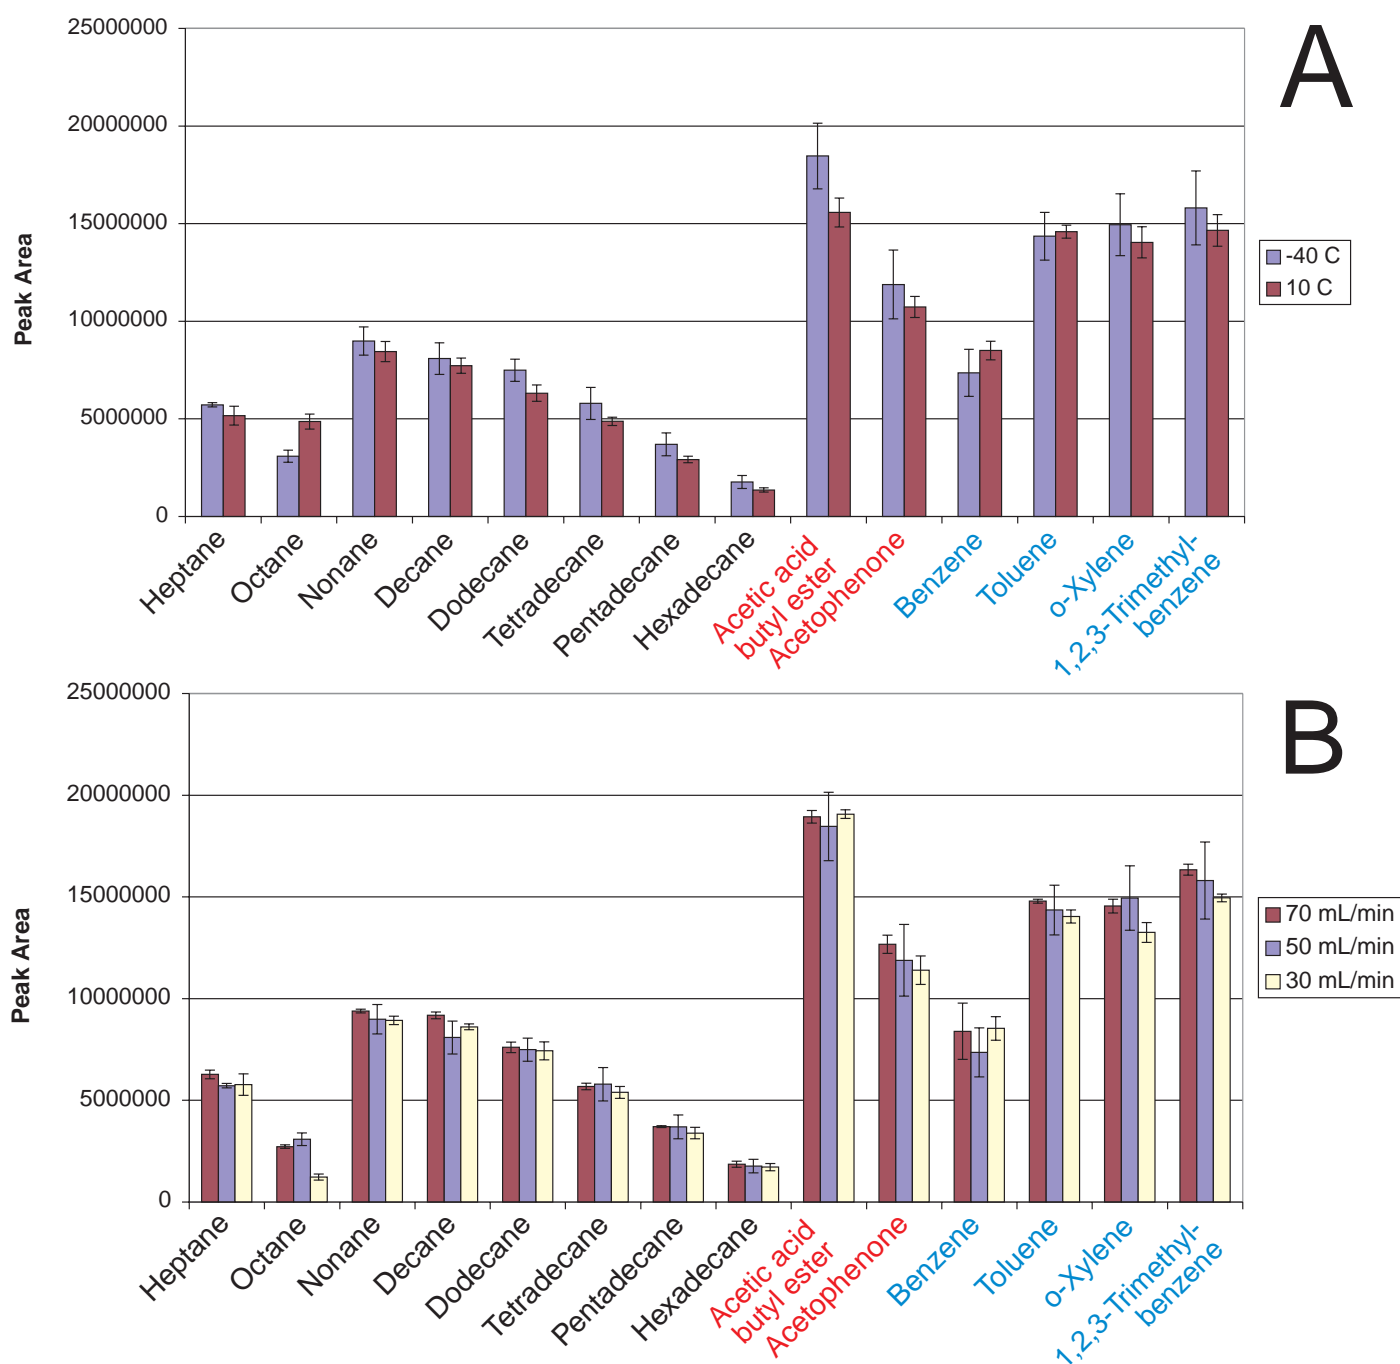 A
25000000
20000000
15000000
10000000
5000000
0
Peak Area
-40 C
10 C
Heptane
Octane
Nonane
Decane
Dodecane
Tetradecane
Pentadecane
Hexadecane
Acetic acid
butyl ester
Acetophenone
Benzene
Toluene
o-Xylene
1,2,3-Trimethyl-
benzene
B
25000000
20000000
15000000
10000000
5000000
0
Peak Area
70 mL/min
50 mL/min
30 mL/min
Heptane
Octane
Nonane
Decane
Dodecane
Tetradecane
Pentadecane
Hexadecane
Acetic acid
butyl ester
Acetophenone
Benzene
Toluene
o-Xylene
1,2,3-Trimethyl-
benzene